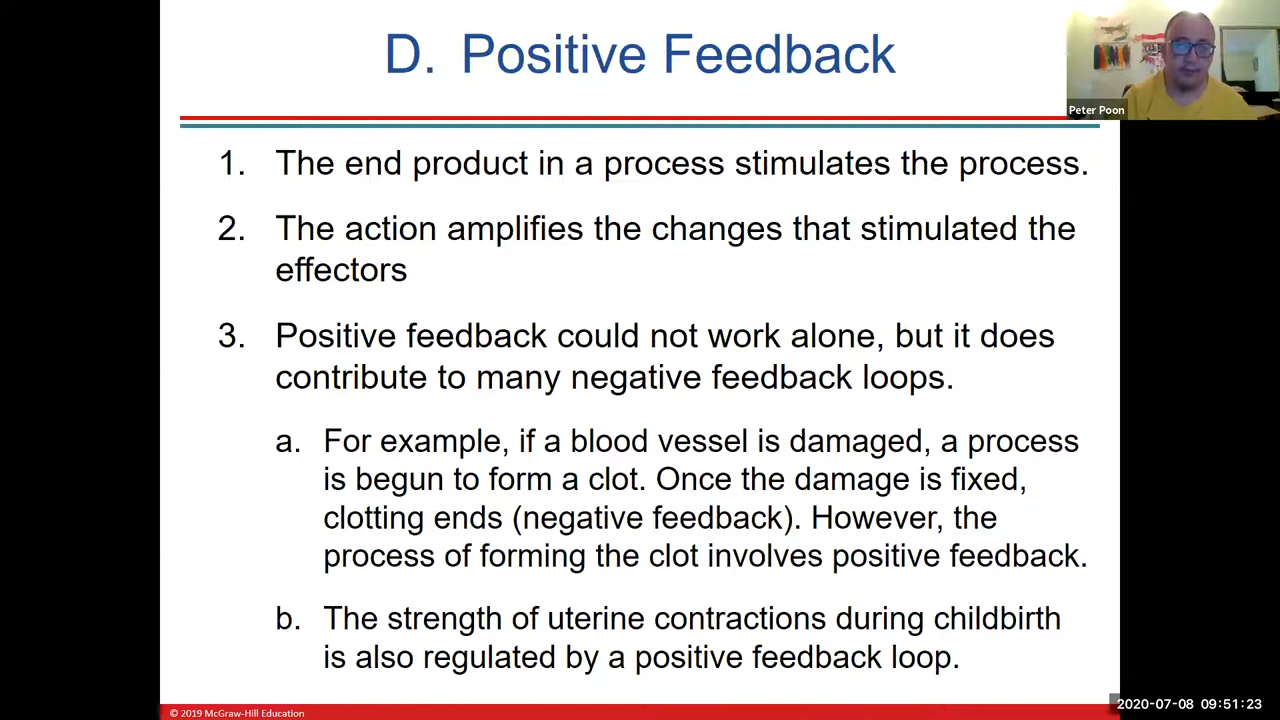 D. Positive Feedback
Peter Poon
1. The end product in a process stimulates the process.
2. The action amplifies the changes that stimulated the
effectors
3. Positive feedback could not work alone, but it does
contribute to many negative feedback loops.
a. For example, if a blood vessel is damaged, a process
is begun to form a clot. Once the damage is fixed,
clotting ends (negative feedback). However, the
process of forming the clot involves positive feedback.
b. The strength of uterine contractions during childbirth
is also regulated by a positive feedback loop.
© 2019 McGraw-Hill Education
2020-07-08 09:51:23